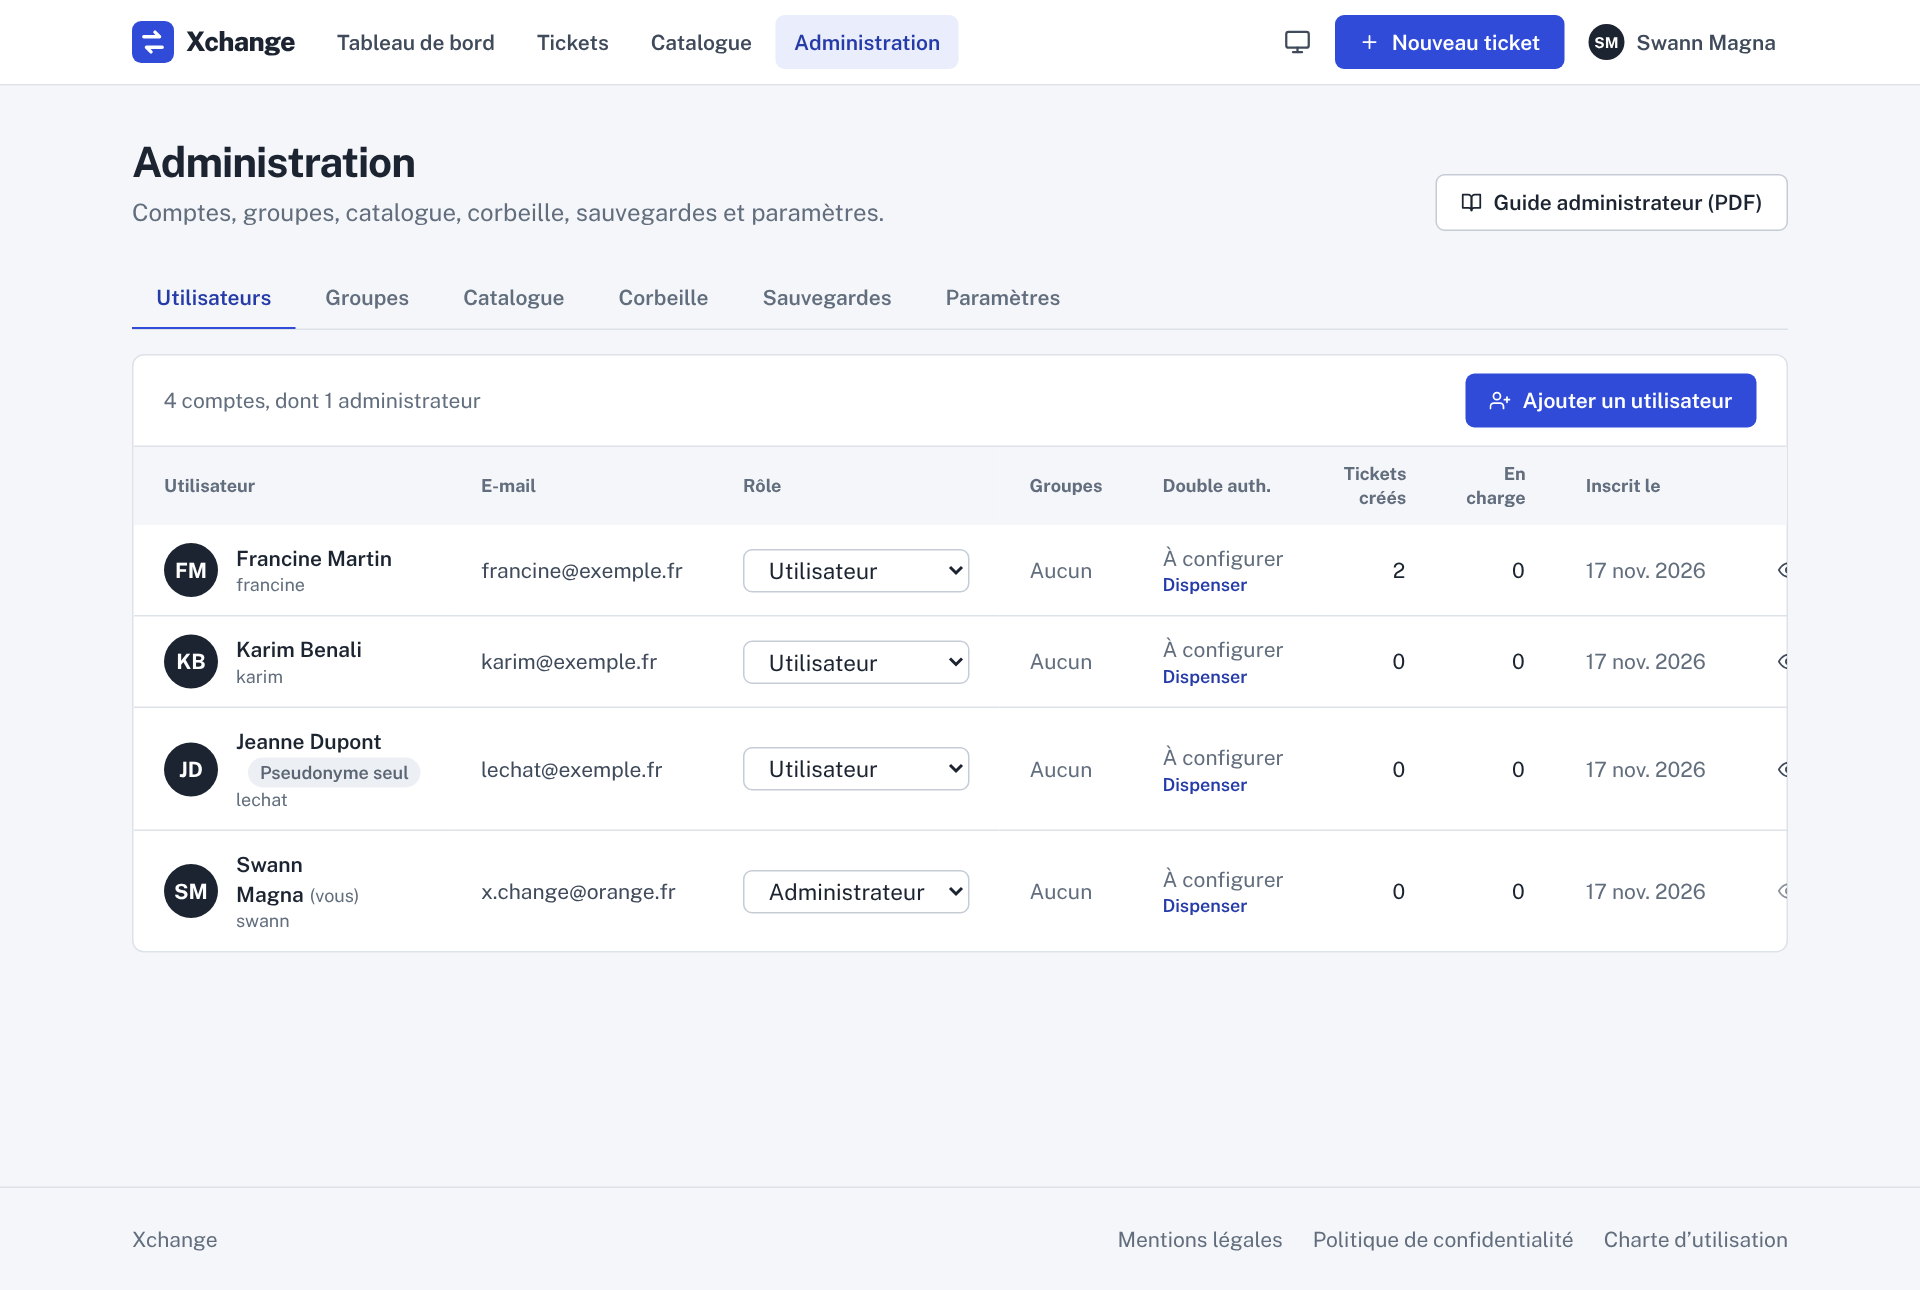 Xchange
Tableau de bord
Tickets
Catalogue
Administration
Nouveau ticket
SM
Swann Magna
Administration
Comptes, groupes, catalogue, corbeille, sauvegardes et paramètres.
Guide administrateur (PDF)
Utilisateurs
Groupes
Catalogue
Corbeille
Sauvegardes
Paramètres
4 comptes, dont 1 administrateur
Ajouter un utilisateur
Utilisateur
E-mail
Rôle
Groupes
Double auth.
Tickets
créés
En
charge
Inscrit le
FM
Francine Martin
francine
francine@exemple.fr
Utilisateur
Aucun
À configurer
Dispenser
2
0
17 nov. 2026
KB
Karim Benali
karim
karim@exemple.fr
Utilisateur
Aucun
À configurer
Dispenser
0
0
17 nov. 2026
JD
Jeanne Dupont
Pseudonyme seul
lechat
lechat@exemple.fr
Utilisateur
Aucun
À configurer
Dispenser
0
0
17 nov. 2026
SM
Swann
Magna (vous)
swann
x.change@orange.fr
Administrateur
Aucun
À configurer
Dispenser
0
0
17 nov. 2026
Xchange
Mentions légales
Politique de confidentialité
Charte d’utilisation